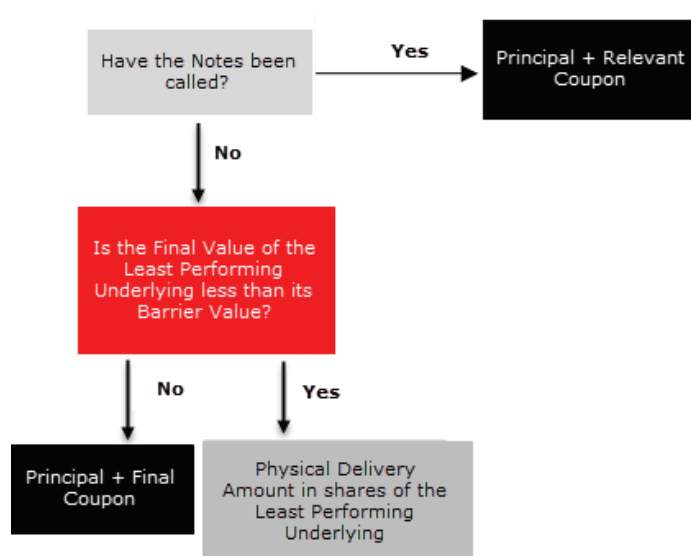 Have the Notes been
called?
Yes
Principal + Relevant
Coupon
No
Is the Final Value of the
Least Performing
Underlying less than its
Barrier Value?
No
Yes
Principal + Final
Coupon
Physical Delivery
Amount in shares of the
Least Performing
Underlying